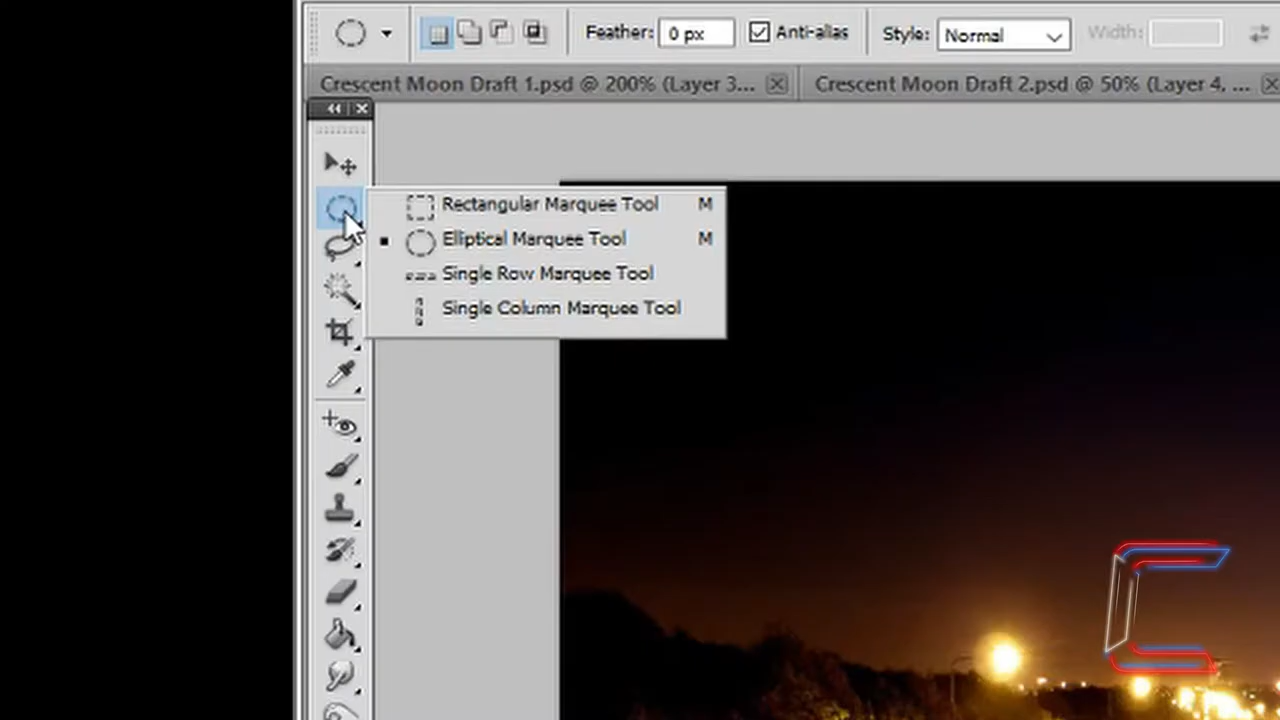 Feather: 0 px Anti-alias Style: Normal Width:
Crescent Moon Draft 1.psd @ 200% (Layer 3... Crescent Moon Draft 2.psd @ 50% (Layer 4, ...
Rectangular Marquee Tool M
Elliptical Marquee Tool M
Single Row Marquee Tool
Single Column Marquee Tool
C